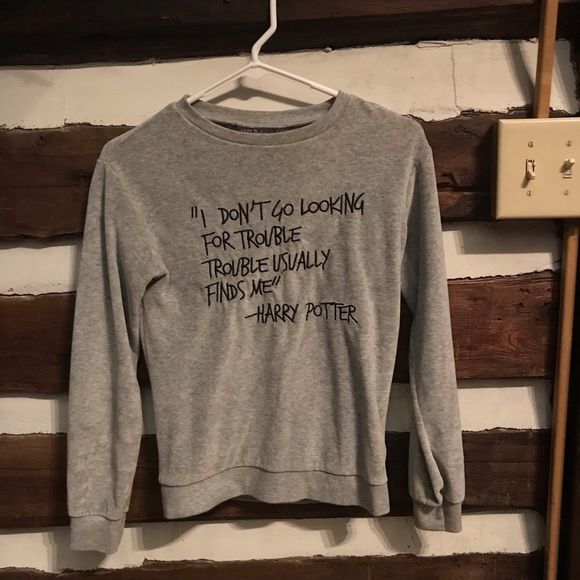 "I DON'T GO LOOKING
FOR TROUBLE
TROUBLE USUALLY
FINDS ME"
—HARRY POTTER